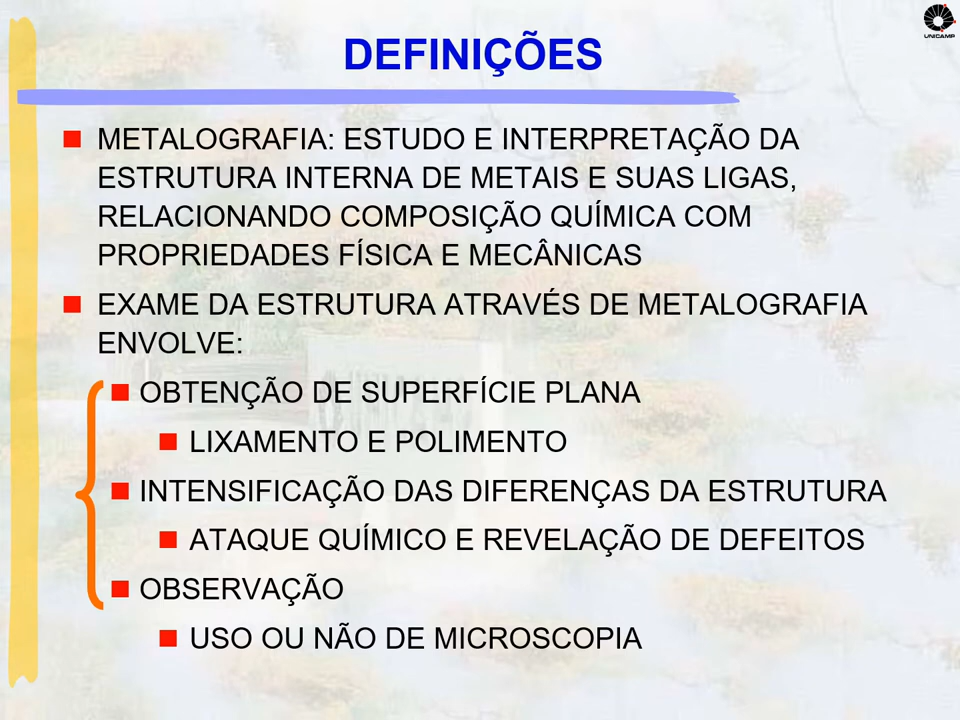 UNICAMP
DEFINIÇÕES
METALOGRAFIA: ESTUDO E INTERPRETAÇÃO DA
ESTRUTURA INTERNA DE METAIS E SUAS LIGAS,
RELACIONANDO COMPOSIÇÃO QUÍMICA COM
PROPRIEDADES FÍSICA E MECÂNICAS
EXAME DA ESTRUTURA ATRAVÉS DE METALOGRAFIA
ENVOLVE:
OBTENÇÃO DE SUPERFÍCIE PLANA
LIXAMENTO E POLIMENTO
INTENSIFICAÇÃO DAS DIFERENÇAS DA ESTRUTURA
ATAQUE QUÍMICO E REVELAÇÃO DE DEFEITOS
OBSERVAÇÃO
USO OU NÃO DE MICROSCOPIA